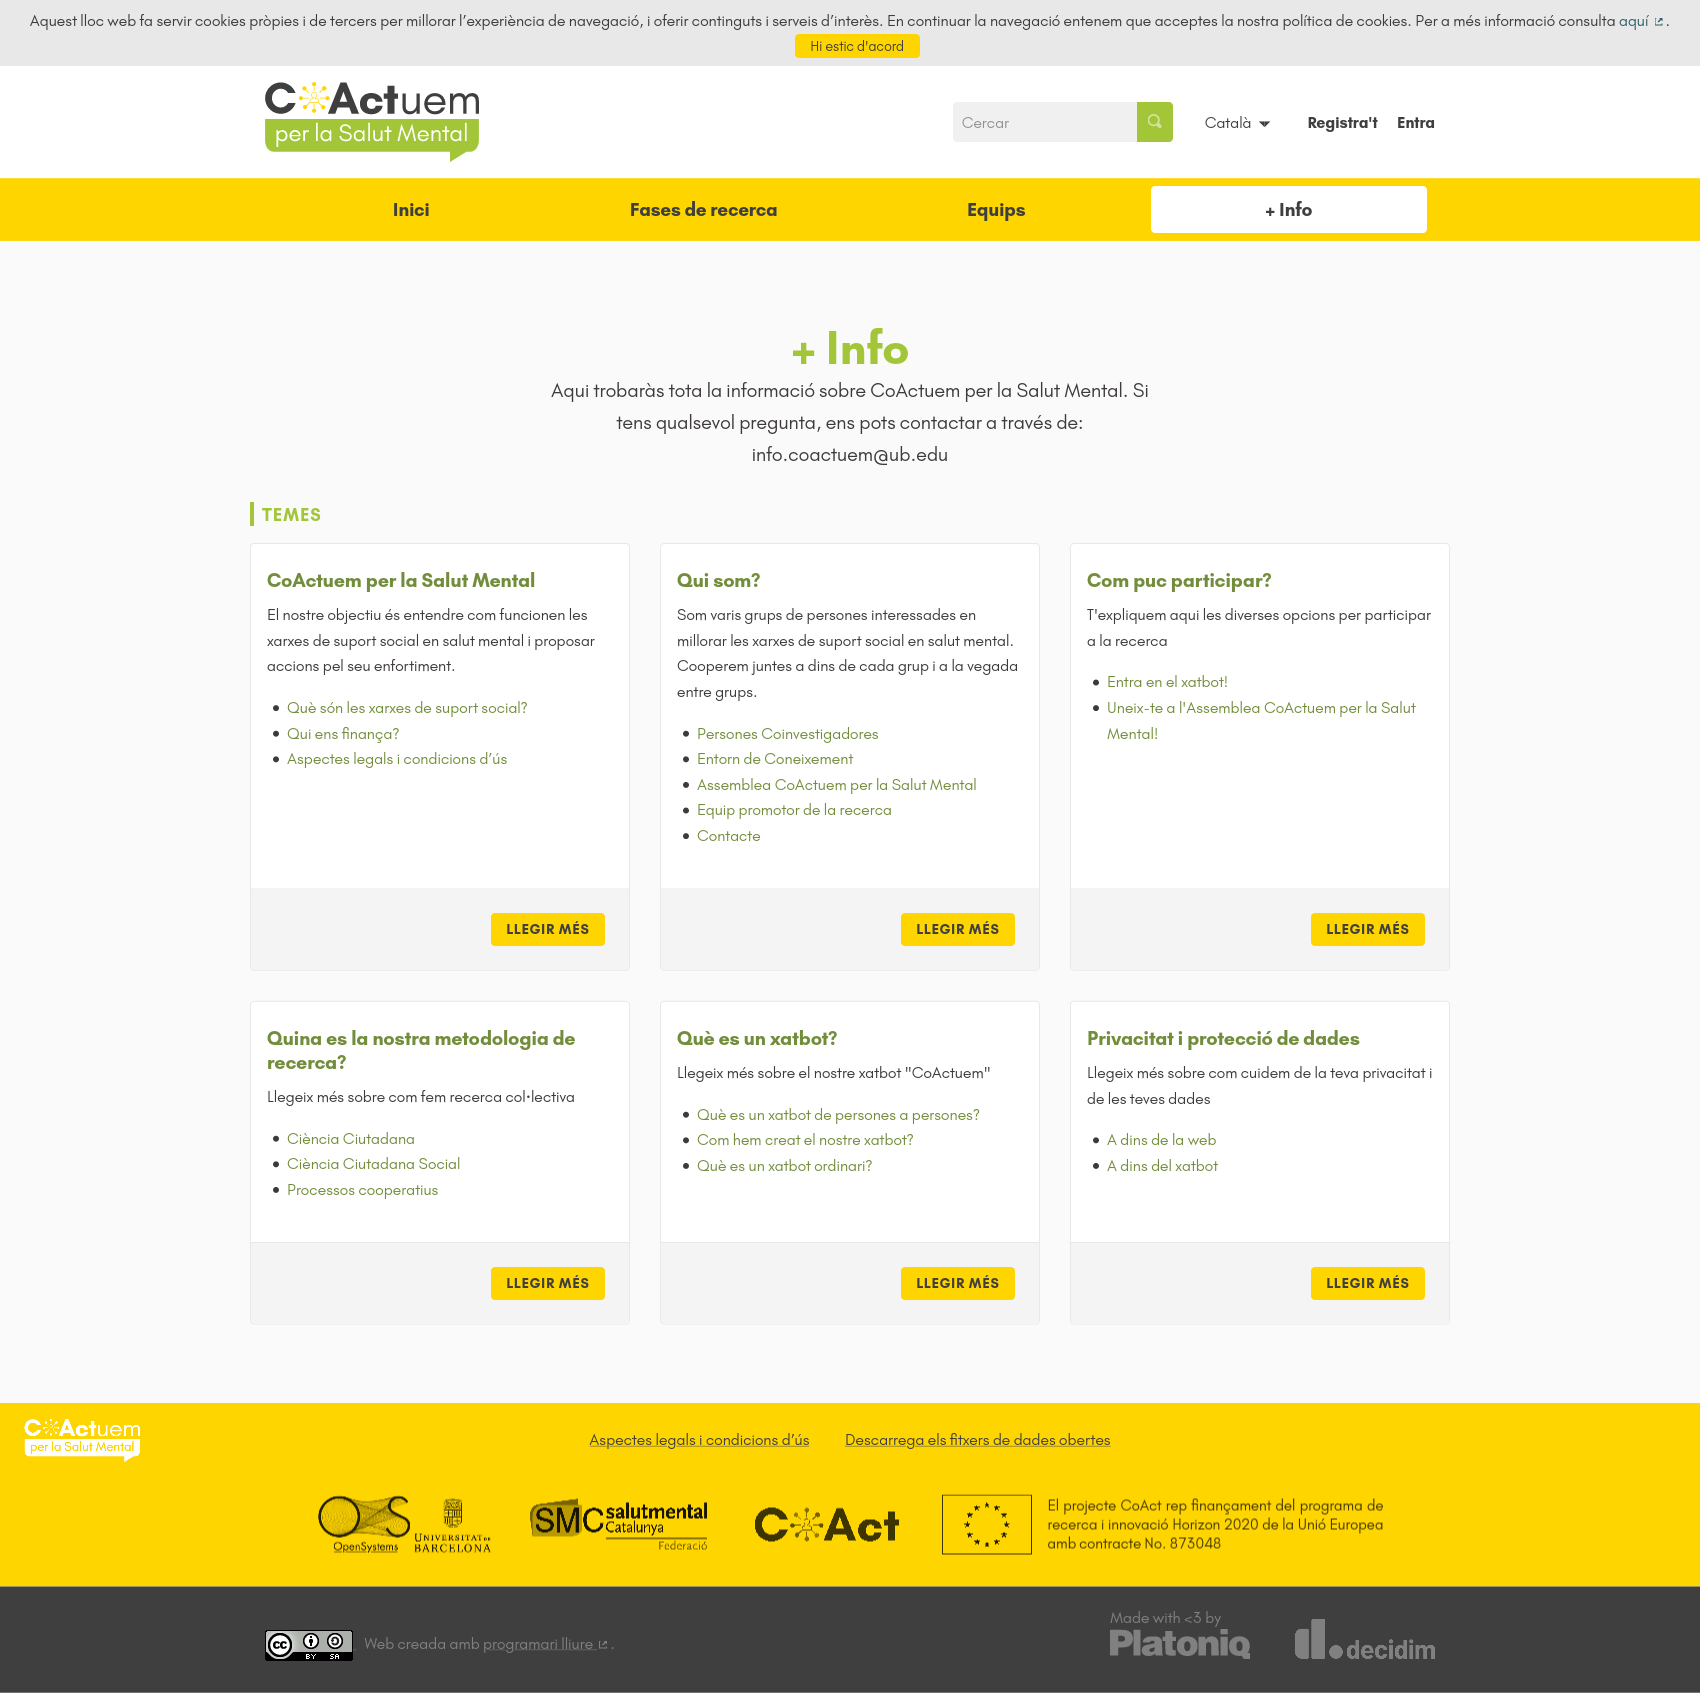 Aquest lloc web fa servir cookies pròpies i de tercers per millorar l’experiència de navegació, i oferir continguts i serveis d’interès. En continuar la navegació entenem que acceptes la nostra política de cookies. Per a més informació consulta aquí .
Hi estic d'acord
CoActuem
per la Salut Mental
Cercar
Català
Registra't
Entra
Inici
Fases de recerca
Equips
+ Info
+ Info
Aqui trobaràs tota la informació sobre CoActuem per la Salut Mental. Si
tens qualsevol pregunta, ens pots contactar a través de:
info.coactuem@ub.edu
TEMES
CoActuem per la Salut Mental
El nostre objectiu és entendre com funcionen les
xarxes de suport social en salut mental i proposar
accions pel seu enfortiment.
Què són les xarxes de suport social?
Qui ens finança?
Aspectes legals i condicions d’ús
LLEGIR MÉS
Qui som?
Som varis grups de persones interessades en
millorar les xarxes de suport social en salut mental.
Cooperem juntes a dins de cada grup i a la vegada
entre grups.
Persones Coinvestigadores
Entorn de Coneixement
Assemblea CoActuem per la Salut Mental
Equip promotor de la recerca
Contacte
LLEGIR MÉS
Com puc participar?
T'expliquem aqui les diverses opcions per participar
a la recerca
Entra en el xatbot!
Uneix-te a l'Assemblea CoActuem per la Salut
Mental!
LLEGIR MÉS
Quina es la nostra metodologia de
recerca?
Llegeix més sobre com fem recerca col·lectiva
Ciència Ciutadana
Ciència Ciutadana Social
Processos cooperatius
LLEGIR MÉS
Què es un xatbot?
Llegeix més sobre el nostre xatbot "CoActuem"
Què es un xatbot de persones a persones?
Com hem creat el nostre xatbot?
Què es un xatbot ordinari?
LLEGIR MÉS
Privacitat i protecció de dades
Llegeix més sobre com cuidem de la teva privacitat i
de les teves dades
A dins de la web
A dins del xatbot
LLEGIR MÉS
CoActuem
per la Salut Mental
Aspectes legals i condicions d’ús
Descarrega els fitxers de dades obertes
OpenSystems
UNIVERSITAT DE
BARCELONA
SMC salutmental
Catalunya
Federació
CoAct
El projecte CoAct rep finançament del programa de
recerca i innovació Horizon 2020 de la Unió Europea
amb contracte No. 873048
cc BY SA
Web creada amb programari lliure .
Made with <3 by
Platoniq
decidim